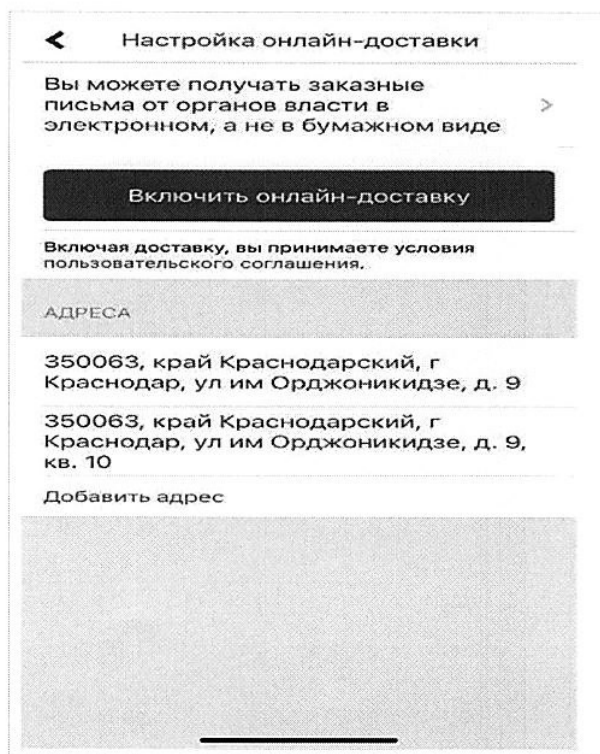 Настройка онлайн-доставки
Вы можете получать заказные
письма от органов власти в
электронном, а не в бумажном виде
Включить онлайн-доставку
Включая доставку, вы принимаете условия
пользовательского соглашения.
АДРЕСА
350063, край Краснодарский, г
Краснодар, ул им Орджоникидзе, д. 9
350063, край Краснодарский, г
Краснодар, ул им Орджоникидзе, д. 9,
кв. 10
Добавить адрес